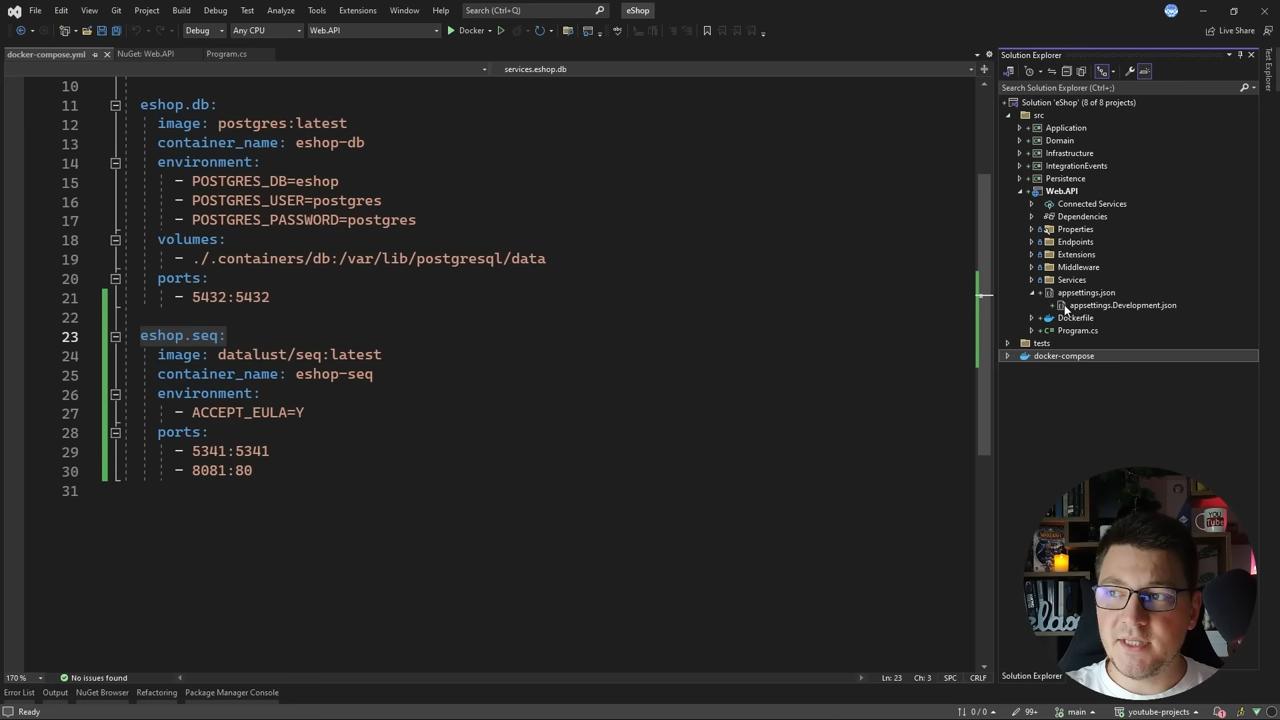 File Edit View Git Project Build Debug Test Analyze Tools Extensions Window Help Search (Ctrl+Q) eShop
Debug Any CPU Web.API Docker Live Share
docker-compose.yml NuGet: Web.API Program.cs
services.eshop.db
10
11 eshop.db:
12 image: postgres:latest
13 container_name: eshop-db
14 environment:
15 - POSTGRES_DB=eshop
16 - POSTGRES_USER=postgres
17 - POSTGRES_PASSWORD=postgres
18 volumes:
19 - ./.containers/db:/var/lib/postgresql/data
20 ports:
21 - 5432:5432
22
23 eshop.seq:
24 image: datalust/seq:latest
25 container_name: eshop-seq
26 environment:
27 - ACCEPT_EULA=Y
28 ports:
29 - 5341:5341
30 - 8081:80
31
170 % No issues found Ln: 23 Ch: 3 SPC CRLF
Error List Output NuGet Browser Refactoring Package Manager Console
Ready 0 / 0 99+ main youtube-projects 1
Solution Explorer
Search Solution Explorer (Ctrl+;)
Solution 'eShop' (8 of 8 projects)
src
Application
Domain
Infrastructure
IntegrationEvents
Persistence
Web.API
Connected Services
Dependencies
Properties
Endpoints
Extensions
Middleware
Services
appsettings.json
appsettings.Development.json
Dockerfile
Program.cs
tests
docker-compose
Solution Explorer
Test Explorer
YOU
Tube